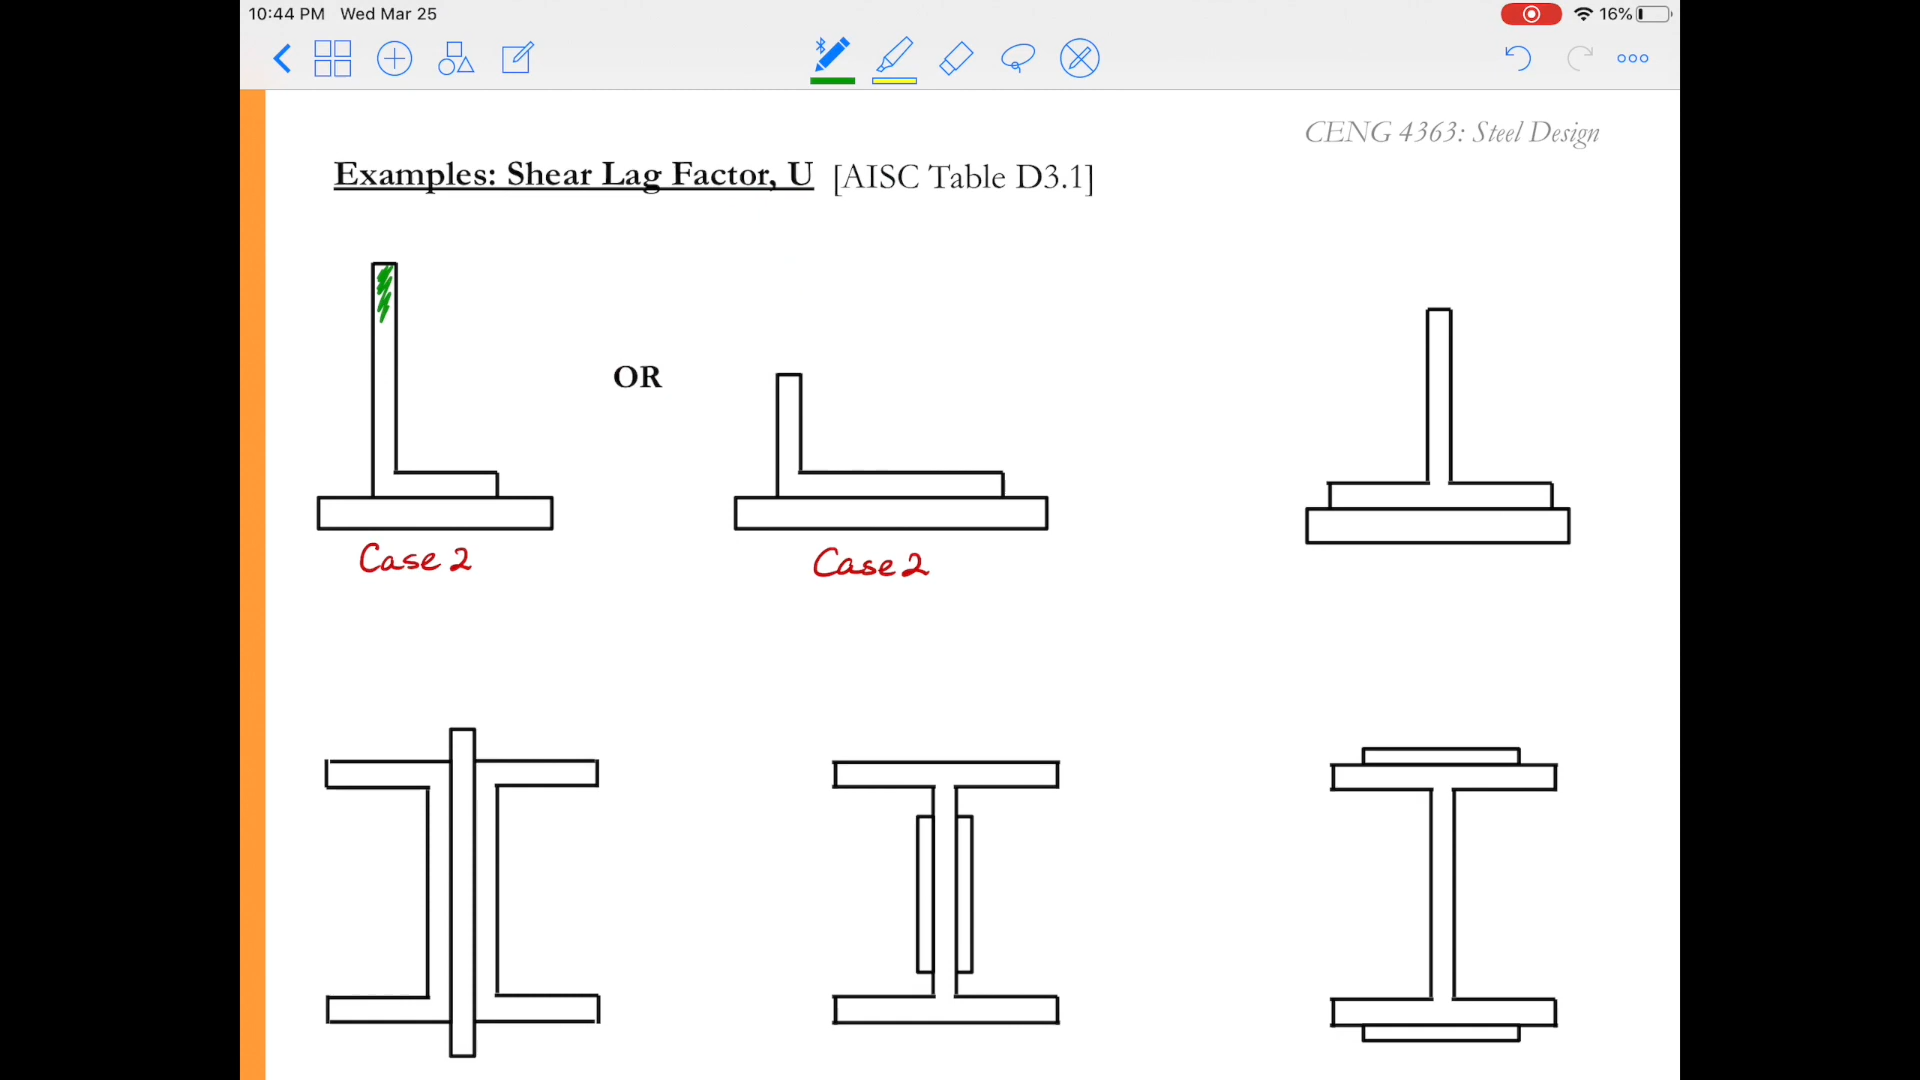 10:44 PM Wed Mar 25
16%
CENG 4363: Steel Design
Examples: Shear Lag Factor, U [AISC Table D3.1]
OR
Case 2
Case 2